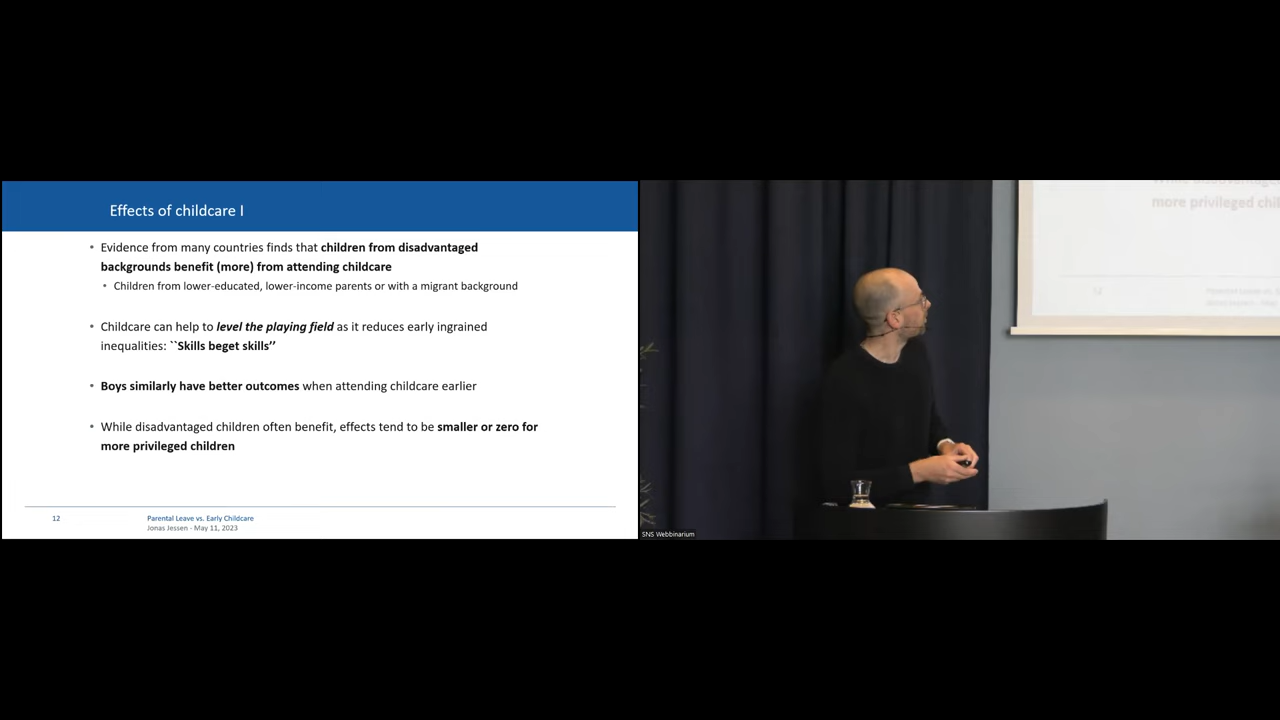 Effects of childcare I
• Evidence from many countries finds that children from disadvantaged
backgrounds benefit (more) from attending childcare
• Children from lower-educated, lower-income parents or with a migrant background
• Childcare can help to level the playing field as it reduces early ingrained
inequalities: ``Skills beget skills’’
• Boys similarly have better outcomes when attending childcare earlier
• While disadvantaged children often benefit, effects tend to be smaller or zero for
more privileged children
12
Parental Leave vs. Early Childcare
Jonas Jessen - May 11, 2023
more privileged
SNS Webbinarium